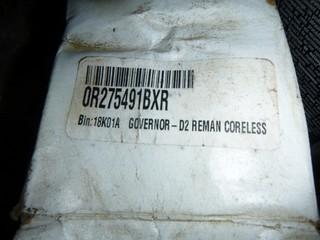 0R275491BXR
Bin:18K01A GOVERNOR-D2 REMAN CORELESS